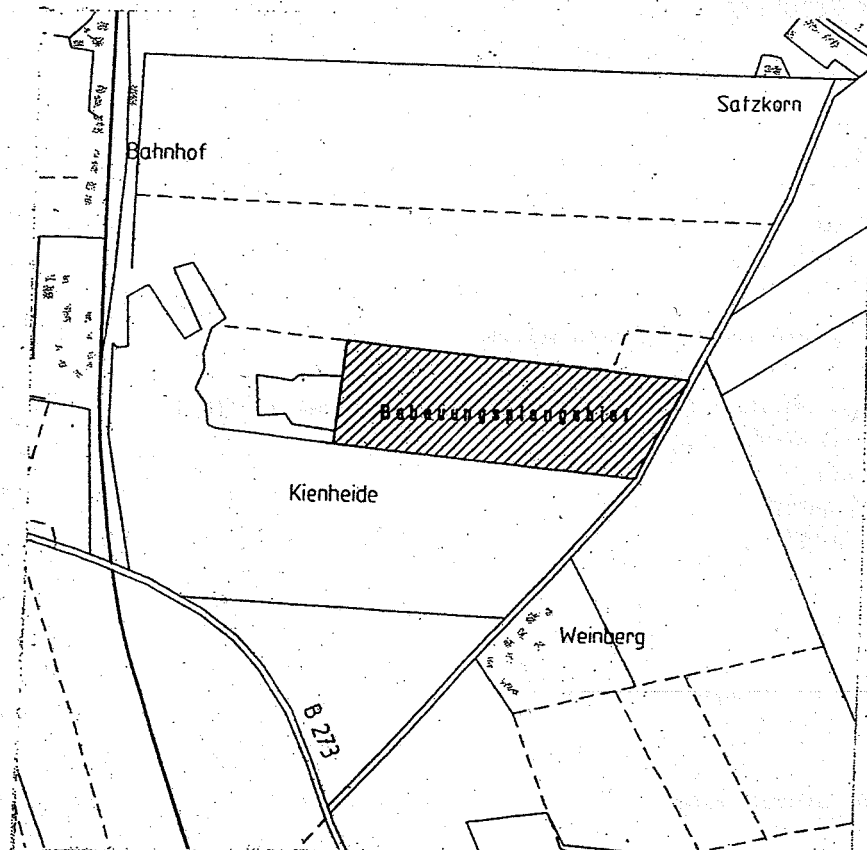 Satzkorn
Bahnhof
Bebauungsplangebiet
Kienheide
Weinberg
B 273